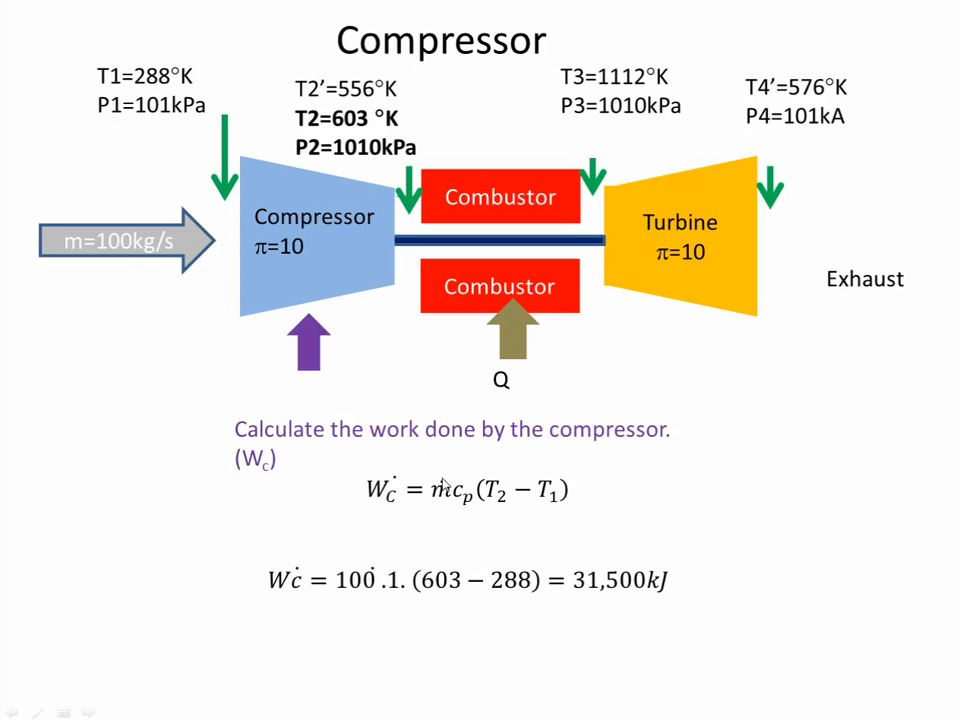 Compressor
T1=288°K
P1=101kPa
T2’=556°K
T2=603 °K
P2=1010kPa
T3=1112°K
P3=1010kPa
T4’=576°K
P4=101kA
m=100kg/s
Compressor
π=10
Combustor
Combustor
Turbine
π=10
Exhaust
Q
Calculate the work done by the compressor.
(Wc)
ẆC = ṁcp(T2 − T1)
Wċ = 100̇ .1. (603 − 288) = 31,500kJ